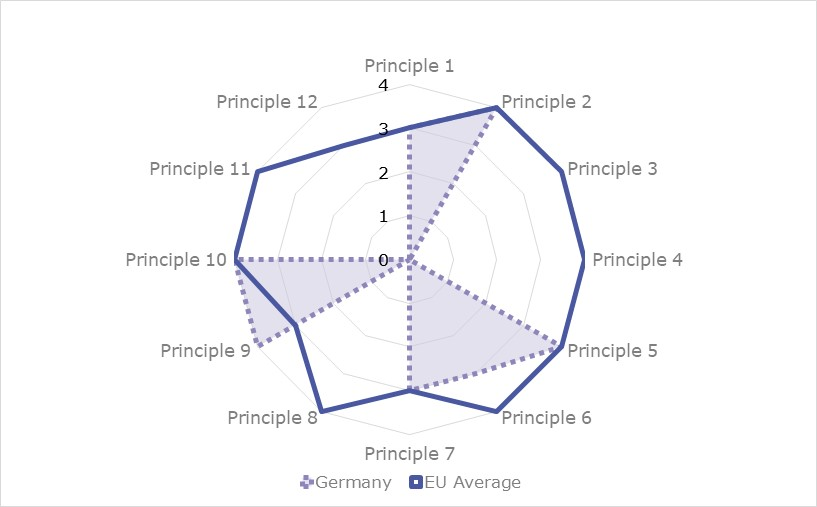 Principle 1
4
Principle 12
Principle 2
3
Principle 11
Principle 3
2
1
Principle 10
0
Principle 4
Principle 9
Principle 5
Principle 8
Principle 6
Principle 7
Germany
EU Average